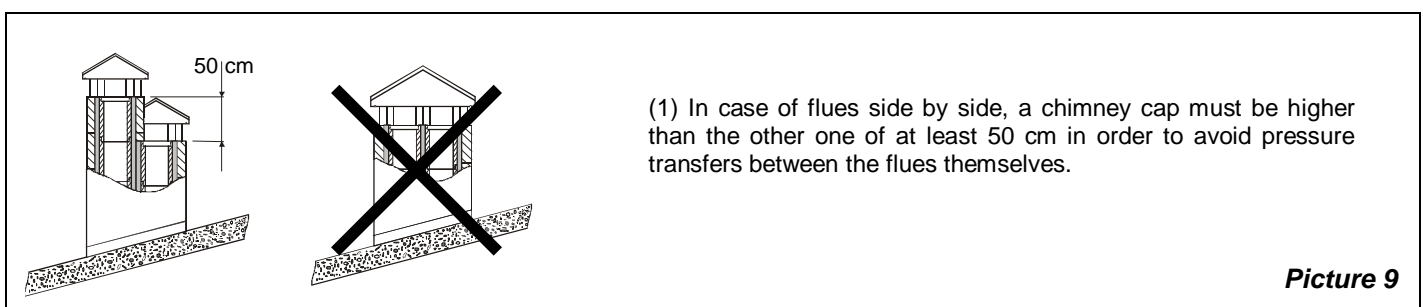 50 cm
(1) In case of flues side by side, a chimney cap must be higher
than the other one of at least 50 cm in order to avoid pressure
transfers between the flues themselves.
Picture 9